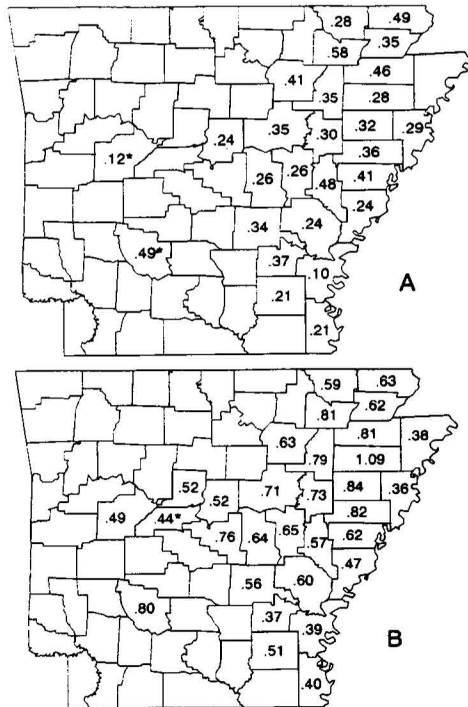 .28 .49
.58 .35
.41 .46
.35 .28
.24 .35 .30 .32 .29
.12* .36
.26 .26 .48 .41
.24
.34 .24
.49* .37
.10
A
.21
.21
.59 .63
.81 .62
.63 .81 .38
.79 1.09
.52 .52 .71 .73 .84 .36
.49 .44* .82
.76 .64 .65 .57 .62
.47
.56 .60
.80 .37
.39
B
.51
.40